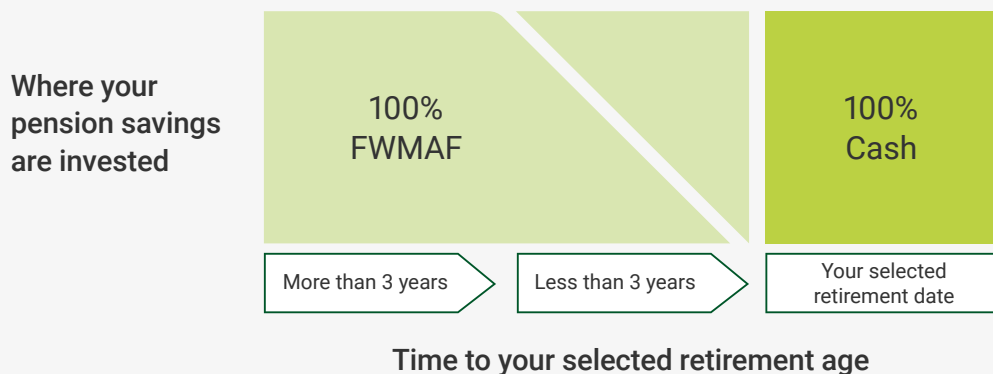 Where your
pension savings
are invested
100%
FWMAF
100%
Cash
More than 3 years
Less than 3 years
Your selected
retirement date
Time to your selected retirement age